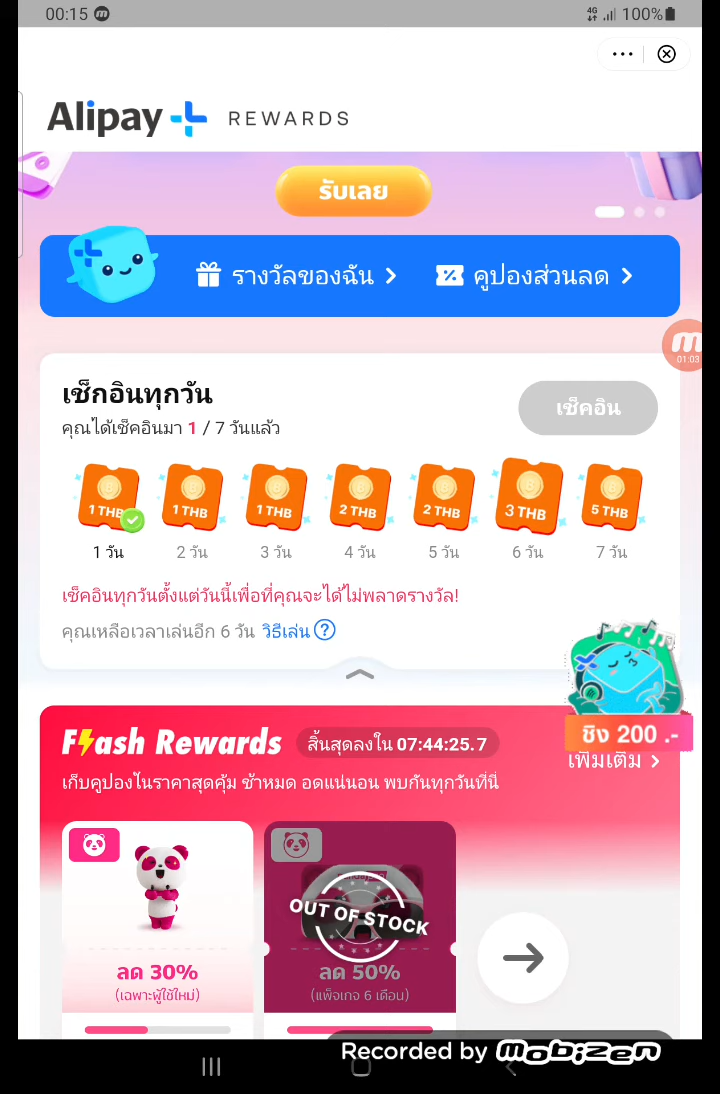 00:15
4G
100%
Alipay+ REWARDS
รับเลย
รางวัลของฉัน
คูปองส่วนลด
01:03
เช็กอินทุกวัน
คุณได้เช็คอินมา 1 / 7 วันแล้ว
เช็คอิน
1 THB
1 THB
1 THB
2 THB
2 THB
3 THB
5 THB
1 วัน
2 วัน
3 วัน
4 วัน
5 วัน
6 วัน
7 วัน
เช็คอินทุกวันตั้งแต่วันนี้เพื่อที่คุณจะได้ไม่พลาดรางวัล!
คุณเหลือเวลาเล่นอีก 6 วัน วิธีเล่น ?
ชิง 200 .-
Flash Rewards
สิ้นสุดลงใน 07:44:25.7
เพิ่มเติม
เก็บคูปองในราคาสุดคุ้ม ช้าหมด อดแน่นอน พบกันทุกวันที่นี่
OUT OF STOCK
ลด 30%
(เฉพาะผู้ใช้ใหม่)
ลด 50%
(แพ็จเกจ 6 เดือน)
Recorded by mobizen